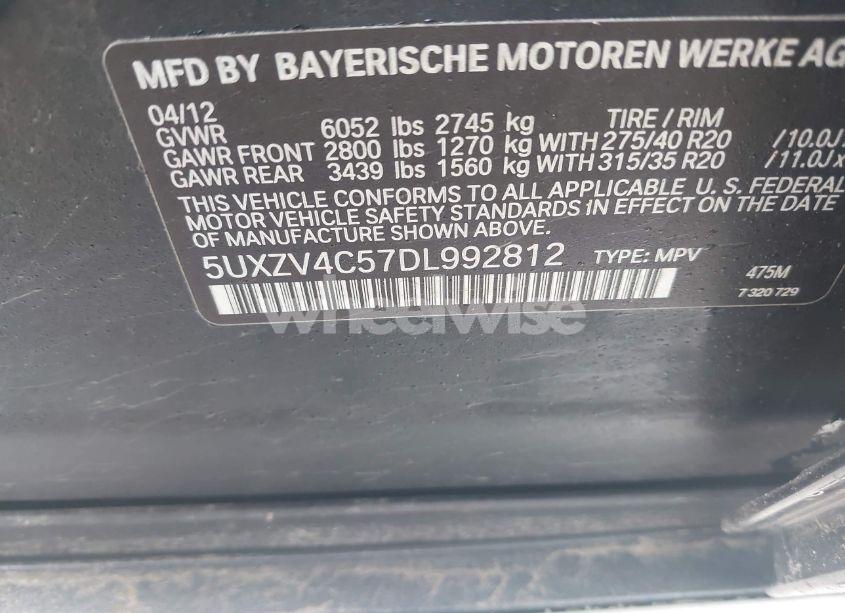 MFD BY BAYERISCHE MOTOREN WERKE AG
04/12
GVWR 6052 lbs 2745 kg TIRE / RIM
GAWR FRONT 2800 lbs 1270 kg WITH 275/40 R20 /10.0J
GAWR REAR 3439 lbs 1560 kg WITH 315/35 R20 /11.0Jx
THIS VEHICLE CONFORMS TO ALL APPLICABLE U. S. FEDERAL
MOTOR VEHICLE SAFETY STANDARDS IN EFFECT ON THE DATE
OF MANUFACTURE SHOWN ABOVE.
5UXZV4C57DL992812 TYPE: MPV 475M
7 320 729
wheelwise